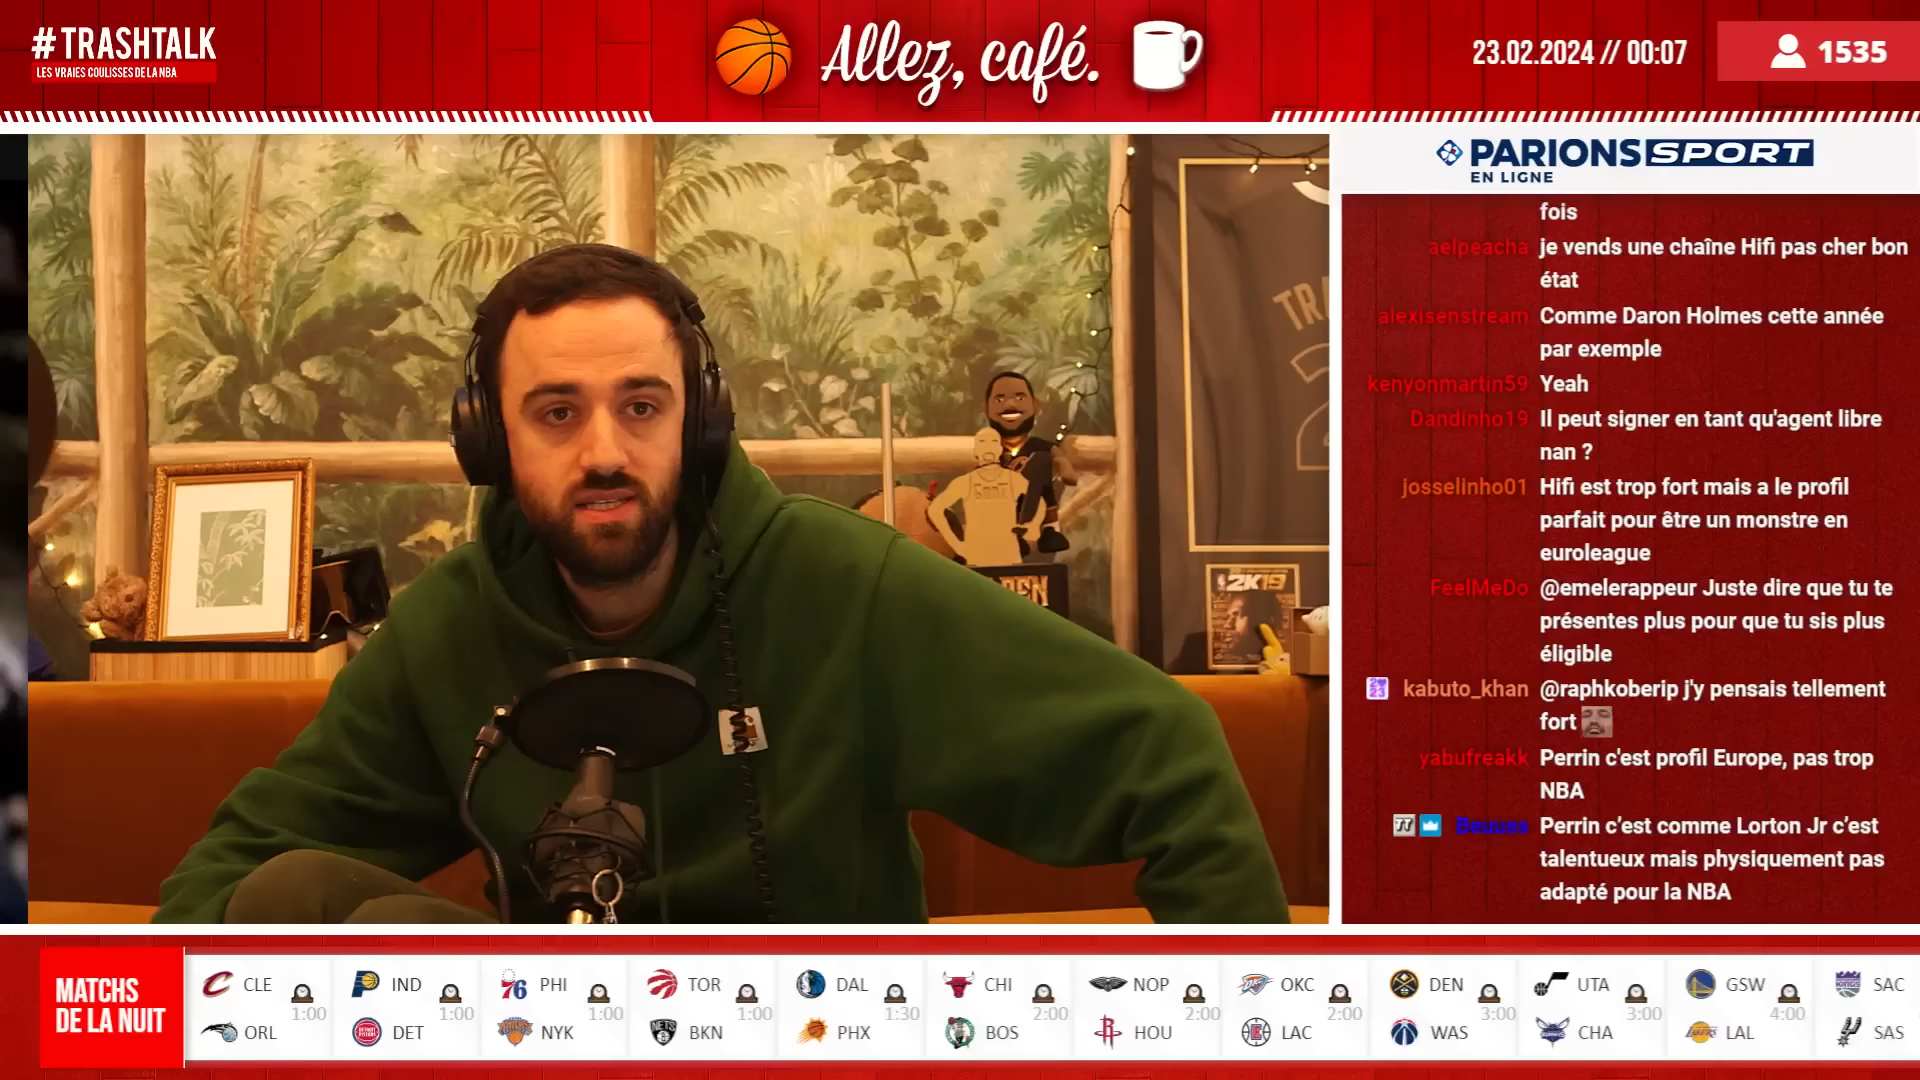 #TRASHTALK
LES VRAIES COULISSES DE LA NBA
Allez, café.
23.02.2024 // 00:07
1535
PARIONS SPORT
EN LIGNE
fois
aelpeacha je vends une chaîne Hifi pas cher bon
état
alexisenstream Comme Daron Holmes cette année
par exemple
kenyonmartin59 Yeah
Dandinho19 Il peut signer en tant qu'agent libre
nan ?
josselinho01 Hifi est trop fort mais a le profil
parfait pour être un monstre en
euroleague
FeelMeDo @emelerappeur Juste dire que tu te
présentes plus pour que tu sis plus
éligible
kabuto_khan @raphkoberip j'y pensais tellement
fort
yabufreakk Perrin c'est profil Europe, pas trop
NBA
Beuuss Perrin c’est comme Lorton Jr c’est
talentueux mais physiquement pas
adapté pour la NBA
2K19
GOAT
MATCHS
DE LA NUIT
CLE
ORL
1:00
IND
DET
1:00
PHI
NYK
1:00
TOR
BKN
1:00
DAL
PHX
1:30
CHI
BOS
2:00
NOP
HOU
2:00
OKC
LAC
2:00
DEN
WAS
3:00
UTA
CHA
3:00
GSW
LAL
4:00
SAC
SAS